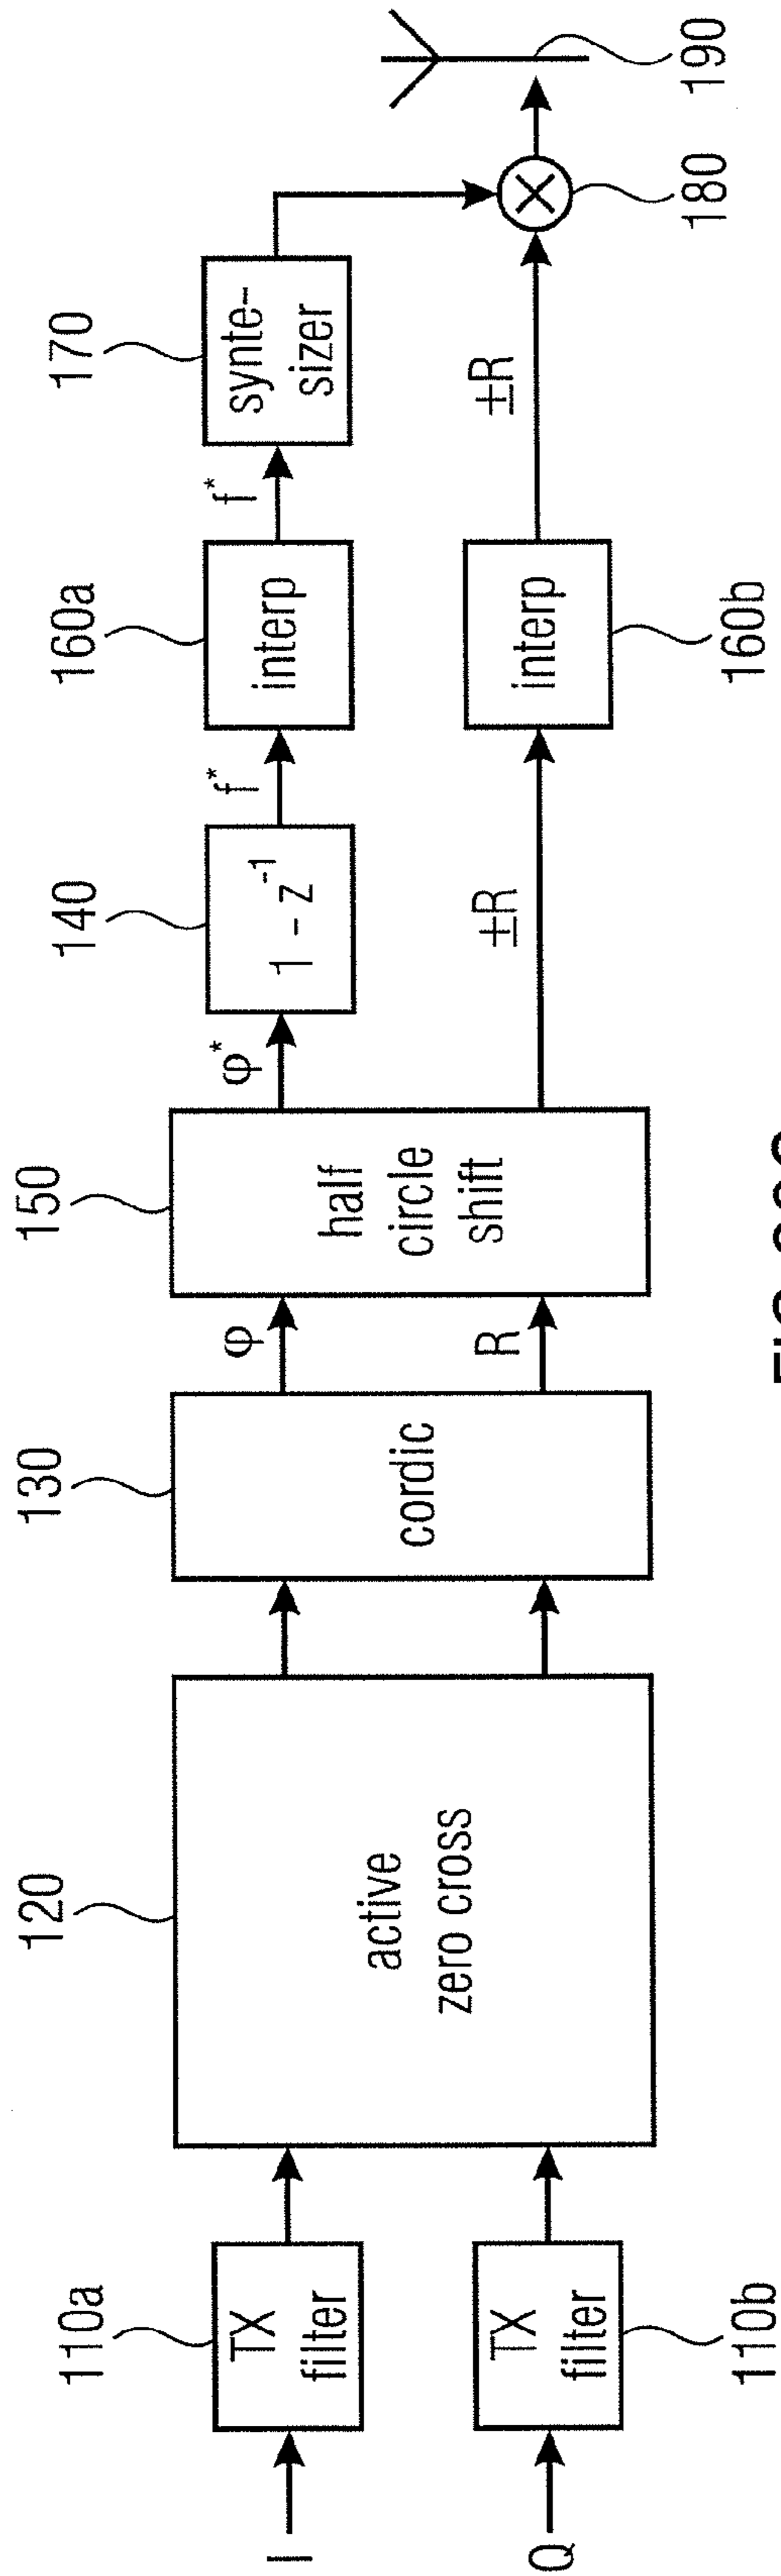 I
Q
110a
TX
filter
110b
TX
filter
120
active
zero cross
130
cordic
φ
R
150
half
circle
shift
φ*
±R
140
1 - z⁻¹
f*
160a
interp
160b
interp
f*
±R
170
synte-
sizer
180
190
FIG